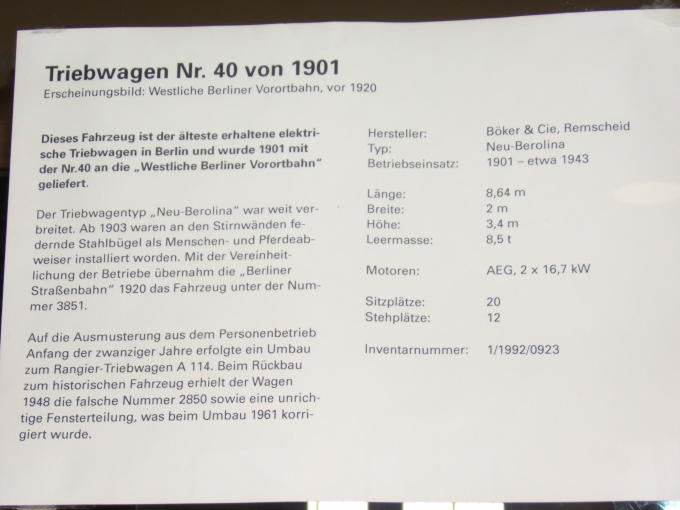 Triebwagen Nr. 40 von 1901
Erscheinungsbild: Westliche Berliner Vorortbahn, vor 1920
Dieses Fahrzeug ist der älteste erhaltene elektri-
sche Triebwagen in Berlin und wurde 1901 mit
der Nr.40 an die „Westliche Berliner Vorortbahn“
geliefert.
Der Triebwagentyp „Neu-Berolina“ war weit ver-
breitet. Ab 1903 waren an den Stirnwänden fe-
dernde Stahlbügel als Menschen- und Pferdeab-
weiser installiert worden. Mit der Vereinheit-
lichung der Betriebe übernahm die „Berliner
Straßenbahn“ 1920 das Fahrzeug unter der Num-
mer 3851.
Auf die Ausmusterung aus dem Personenbetrieb
Anfang der zwanziger Jahre erfolgte ein Umbau
zum Rangier-Triebwagen A 114. Beim Rückbau
zum historischen Fahrzeug erhielt der Wagen
1948 die falsche Nummer 2850 sowie eine unrich-
tige Fensterteilung, was beim Umbau 1961 korri-
giert wurde.
Hersteller: Böker & Cie, Remscheid
Typ: Neu-Berolina
Betriebseinsatz: 1901 – etwa 1943
Länge: 8,64 m
Breite: 2 m
Höhe: 3,4 m
Leermasse: 8,5 t
Motoren: AEG, 2 x 16,7 kW
Sitzplätze: 20
Stehplätze: 12
Inventarnummer: 1/1992/0923